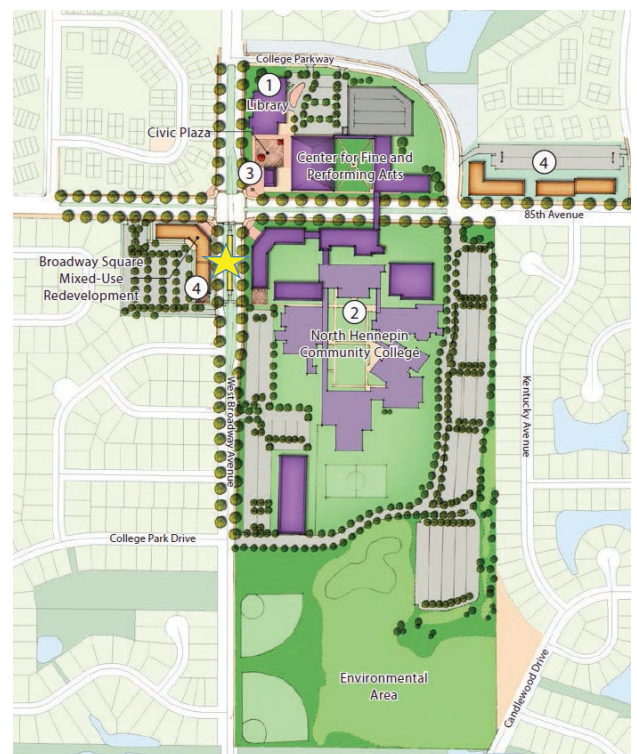 College Parkway
1
Library
Civic Plaza
Center for Fine and
Performing Arts
3
4
85th Avenue
Broadway Square
Mixed-Use
Redevelopment
4
2
North Hennepin
Community College
West Broadway Avenue
Kentucky Avenue
College Park Drive
Environmental
Area
Candlewood Drive